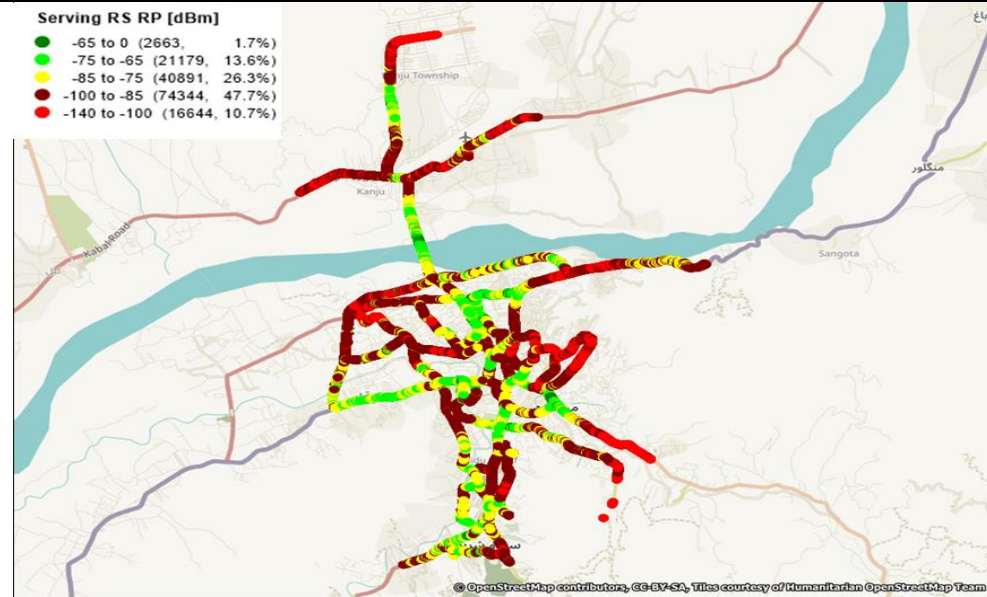 Serving RS RP [dBm]
-65 to 0 (2663, 1.7%)
-75 to -65 (21179, 13.6%)
-85 to -75 (40891, 26.3%)
-100 to -85 (74344, 47.7%)
-140 to -100 (16644, 10.7%)
باغ
nju Township
منگلور
Kanju
Kabal Road
Sangota
© OpenStreetMap contributors, CC-BY-SA, Tiles courtesy of Humanitarian OpenStreetMap Team